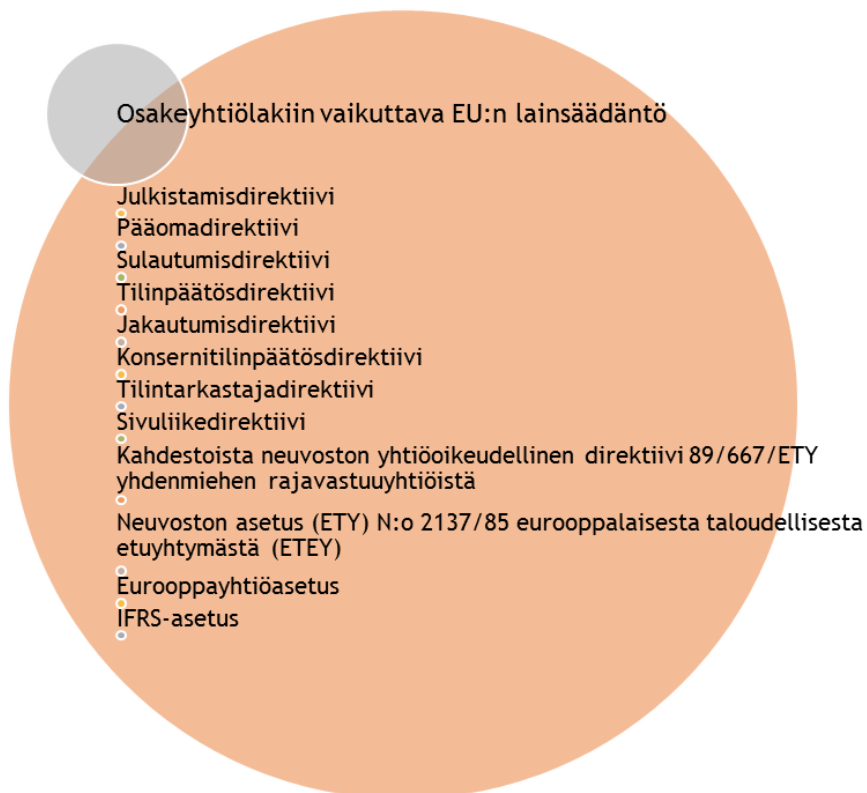 Osakeyhtiölakiin vaikuttava EU:n lainsäädäntö
Julkistamisdirektiivi
Pääomadirektiivi
Sulautumisdirektiivi
Tilinpäätösdirektiivi
Jakautumisdirektiivi
Konsernitilinpäätösdirektiivi
Tilintarkastajadirektiivi
Sivuliikedirektiivi
Kahdestoista neuvoston yhtiöoikeudellinen direktiivi 89/667/ETY
yhdenmiehen rajavastuuyhtiöistä
Neuvoston asetus (ETY) N:o 2137/85 eurooppalaisesta taloudellisesta
etuyhtymästä (ETEY)
Eurooppayhtiöasetus
IFRS-asetus